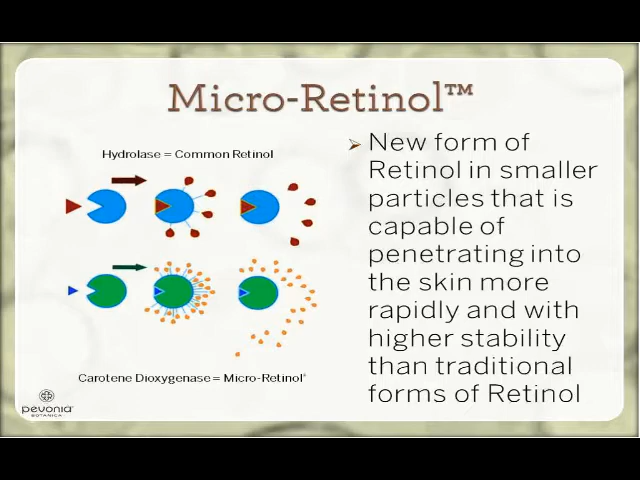 Micro-Retinol™
Hydrolase = Common Retinol
Carotene Dioxygenase = Micro-Retinol®
➢ New form of
Retinol in smaller
particles that is
capable of
penetrating into
the skin more
rapidly and with
higher stability
than traditional
forms of Retinol
pevonia
BOTANICA